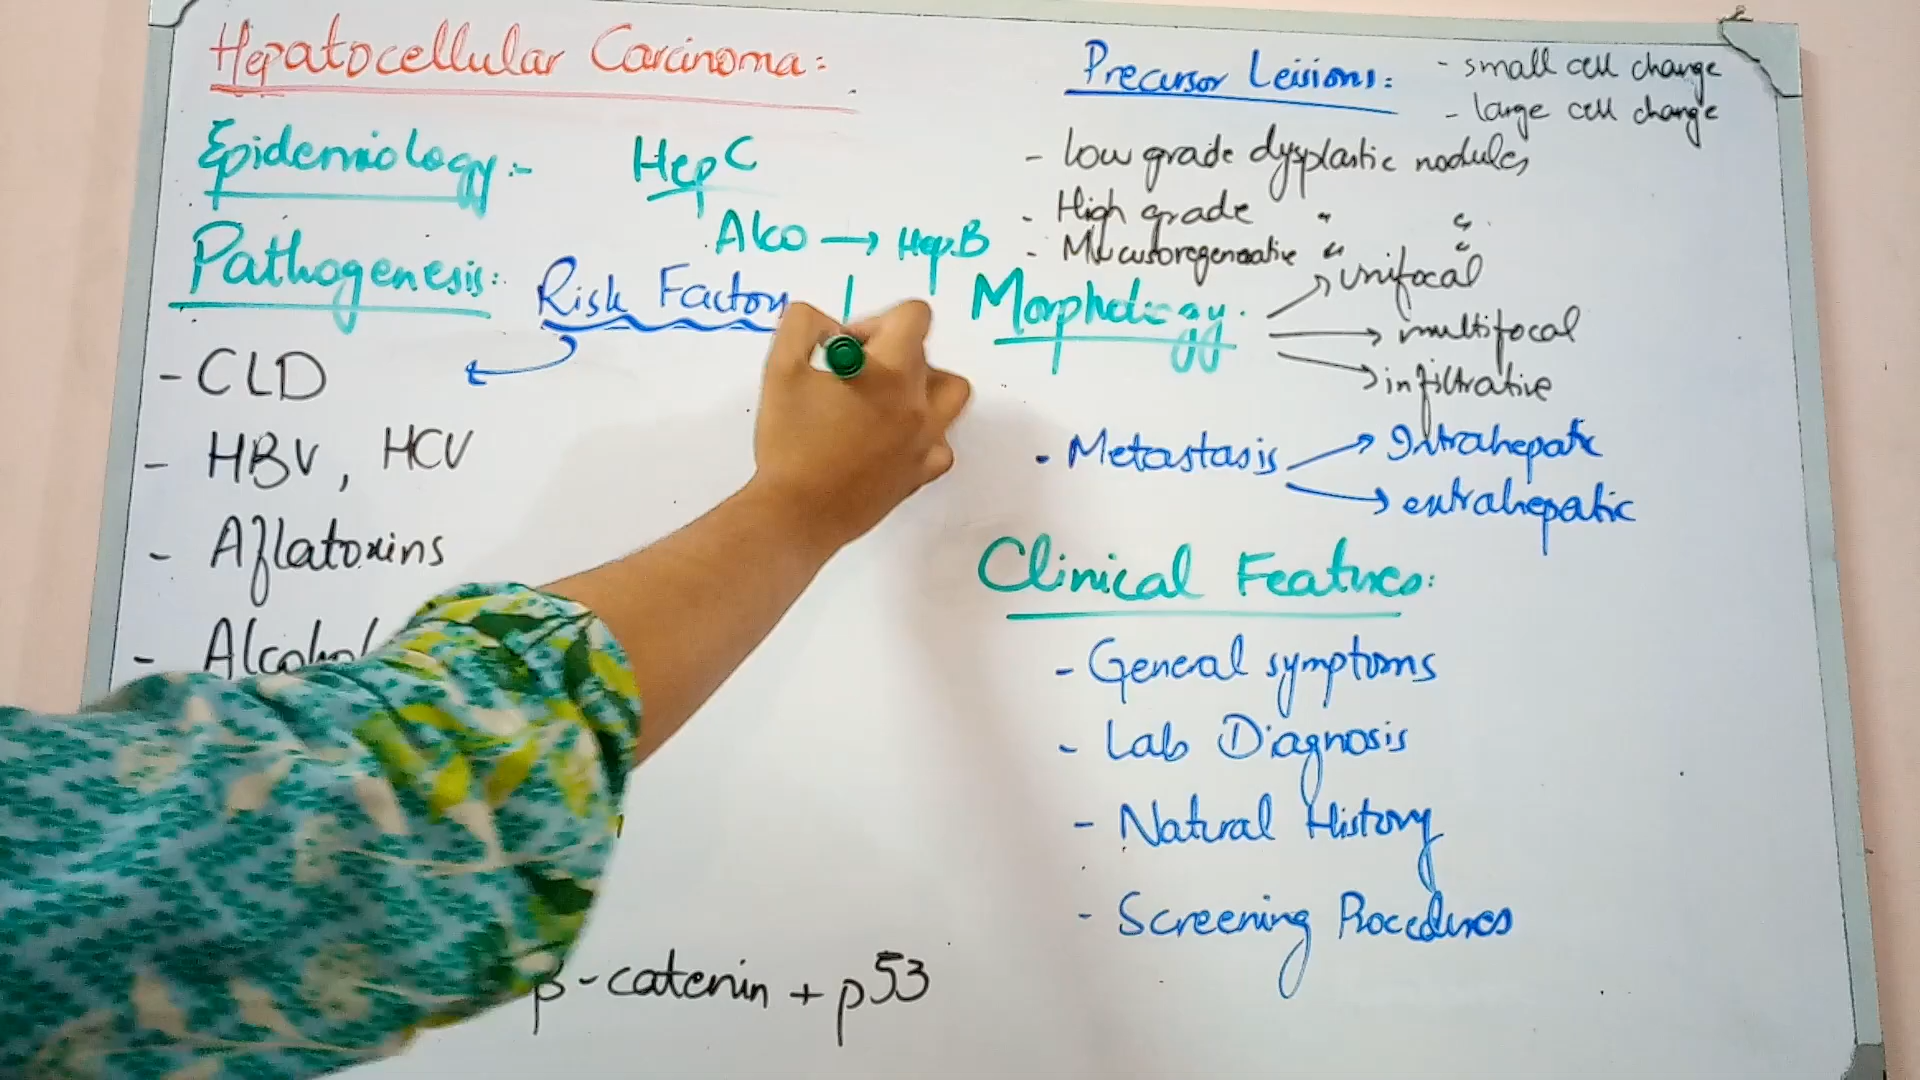 Hepatocellular Carcinoma:
Epidemiology:-
Hep C
Alco → Hep.B
Pathogenesis:
Risk Factors
- CLD
- HBV, HCV
- Aflatoxins
- Alcohol
β-catenin + p53
Precursor Leisions:
- small cell change
- large cell change
- low grade dysplastic nodules
- High grade " "
Morphology.
unifocal
multifocal
infiltrative
. Metastasis
Intrahepatic
extrahepatic
Clinical Features:
- General symptoms
- Lab Diagnosis
- Natural History
- Screening Procedures